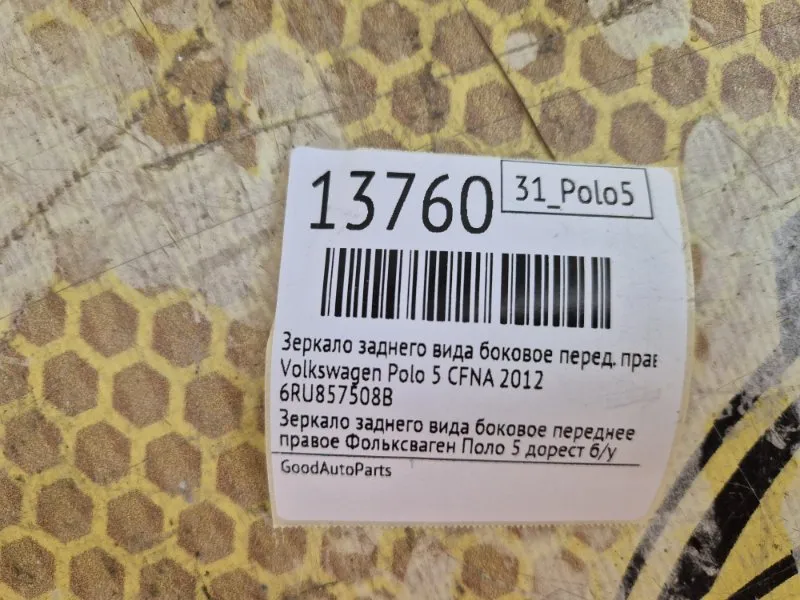 13760
31_Polo5
Зеркало заднего вида боковое перед. прав
Volkswagen Polo 5 CFNA 2012
6RU857508B
Зеркало заднего вида боковое переднее
правое Фольксваген Поло 5 дорест б/у
GoodAutoParts